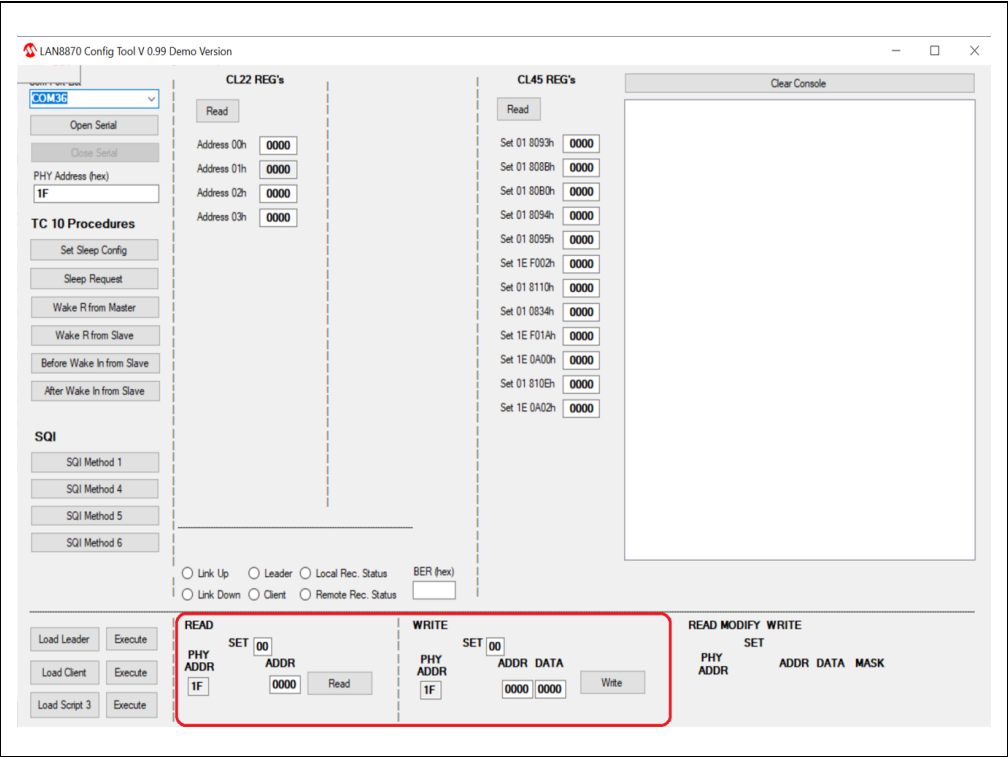 LAN8870 Config Tool V 0.99 Demo Version
COM36
Open Serial
Close Serial
PHY Address (hex)
1F
TC 10 Procedures
Set Sleep Config
Sleep Request
Wake R from Master
Wake R from Slave
Before Wake In from Slave
After Wake In from Slave
SQI
SQI Method 1
SQI Method 4
SQI Method 5
SQI Method 6
CL22 REG's
Read
Address 00h 0000
Address 01h 0000
Address 02h 0000
Address 03h 0000
Link Up Leader Local Rec. Status
Link Down Client Remote Rec. Status
BER (hex)
CL45 REG's
Read
Set 01 8093h 0000
Set 01 808Bh 0000
Set 01 80B0h 0000
Set 01 8094h 0000
Set 01 8095h 0000
Set 1E F002h 0000
Set 01 8110h 0000
Set 01 0834h 0000
Set 1E F01Ah 0000
Set 1E 0A00h 0000
Set 01 810Eh 0000
Set 1E 0A02h 0000
Clear Console
Load Leader Execute
Load Client Execute
Load Script 3 Execute
READ
SET 00
PHY
ADDR ADDR
1F 0000 Read
WRITE
SET 00
PHY
ADDR ADDR DATA
1F 0000 0000 Write
READ MODIFY WRITE
SET
PHY
ADDR ADDR DATA MASK